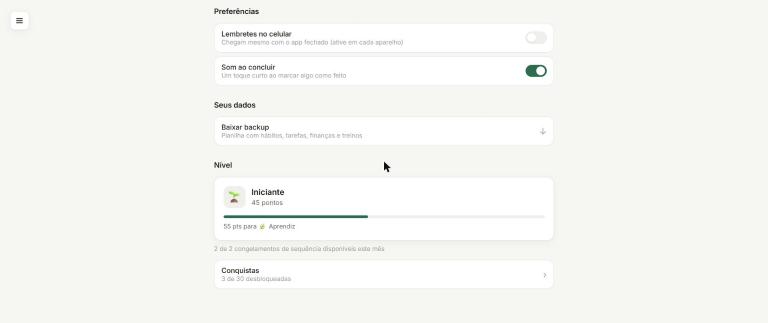 Preferências
Lembretes no celular
Chegam mesmo com o app fechado (ative em cada aparelho)
Som ao concluir
Um toque curto ao marcar algo como feito
Seus dados
Baixar backup
Planilha com hábitos, tarefas, finanças e treinos
Nível
Iniciante
45 pontos
55 pts para Aprendiz
2 de 2 congelamentos de sequência disponíveis este mês
Conquistas
3 de 30 desbloqueadas